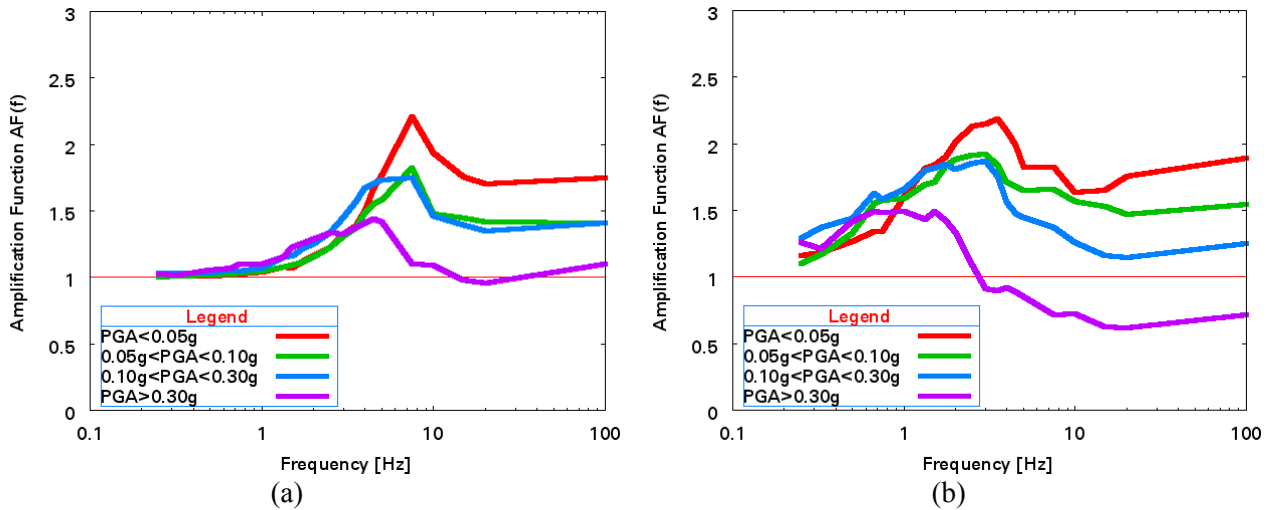 3
2.5
2
1.5
1
0.5
0
Amplification Function AF(f)
Legend
PGA<0.05g
0.05g<PGA<0.10g
0.10g<PGA<0.30g
PGA>0.30g
0.1 1 10 100
Frequency [Hz]
(a)
3
2.5
2
1.5
1
0.5
0
Amplification Function AF(f)
Legend
PGA<0.05g
0.05g<PGA<0.10g
0.10g<PGA<0.30g
PGA>0.30g
0.1 1 10 100
Frequency [Hz]
(b)